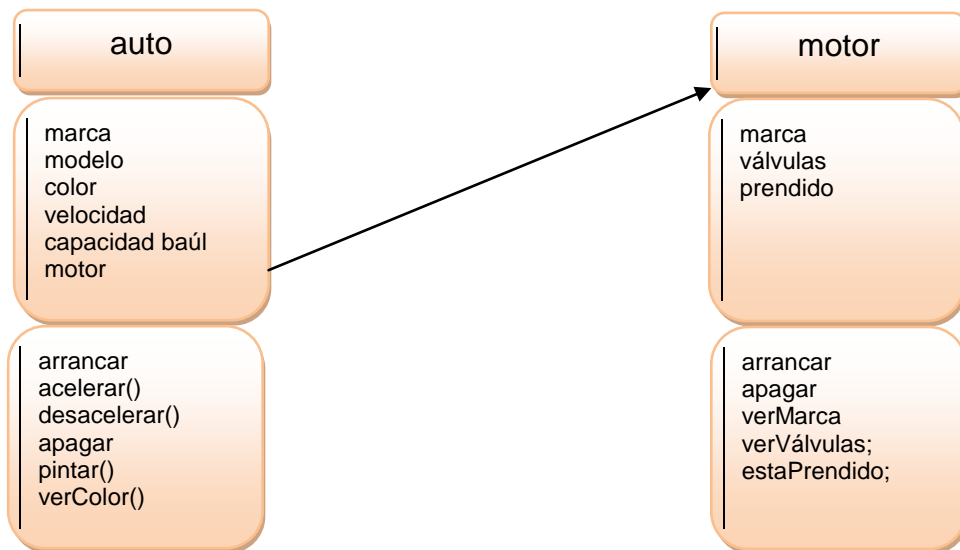 auto
marca
modelo
color
velocidad
capacidad baúl
motor
arrancar
acelerar()
desacelerar()
apagar
pintar()
verColor()
motor
marca
válvulas
prendido
arrancar
apagar
verMarca
verVálvulas;
estaPrendido;